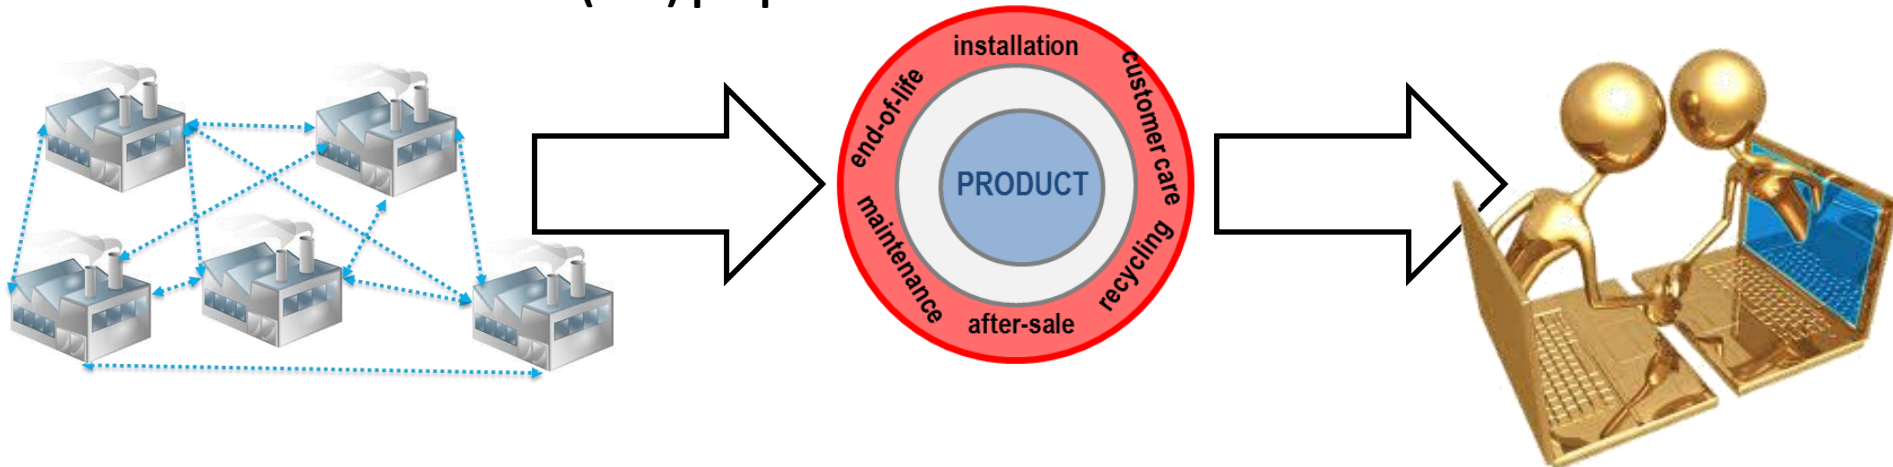 installation
customer care
recycling
after-sale
maintenance
end-of-life
PRODUCT